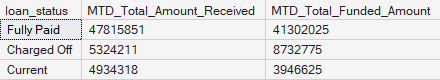 loan_status MTD_Total_Amount_Received MTD_Total_Funded_Amount
Fully Paid 47815851 41302025
Charged Off 5324211 8732775
Current 4934318 3946625